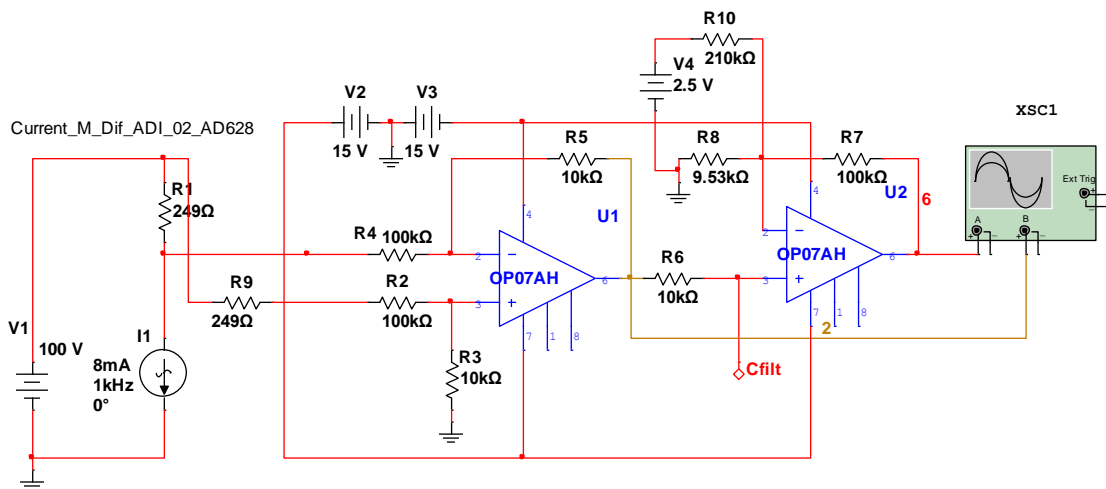 Current_M_Dif_ADI_02_AD628
R10
210kΩ
V4
2.5 V
XSC1
V2
V3
15 V
15 V
R5
10kΩ
R8
9.53kΩ
R7
100kΩ
Ext Trig
+
−
A
B
+
−
+
−
R1
249Ω
U1
U2
6
4
4
R4
100kΩ
2
−
OP07AH
+
3
6
7
1
8
2
−
OP07AH
+
3
6
7
1
8
R9
249Ω
R2
100kΩ
R6
10kΩ
2
V1
100 V
I1
8mA
1kHz
0°
R3
10kΩ
Cfilt